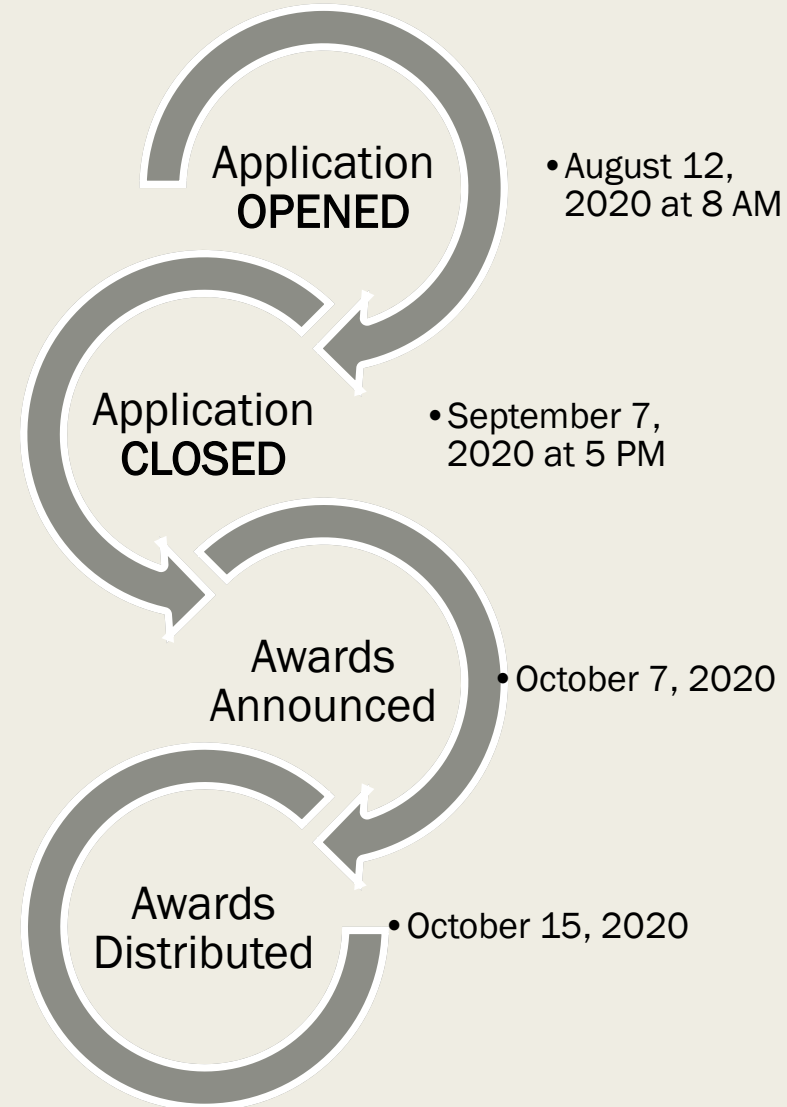 Application
OPENED
•August 12,
2020 at 8 AM
Application
CLOSED
•September 7,
2020 at 5 PM
Awards
Announced
•October 7, 2020
Awards
Distributed
•October 15, 2020